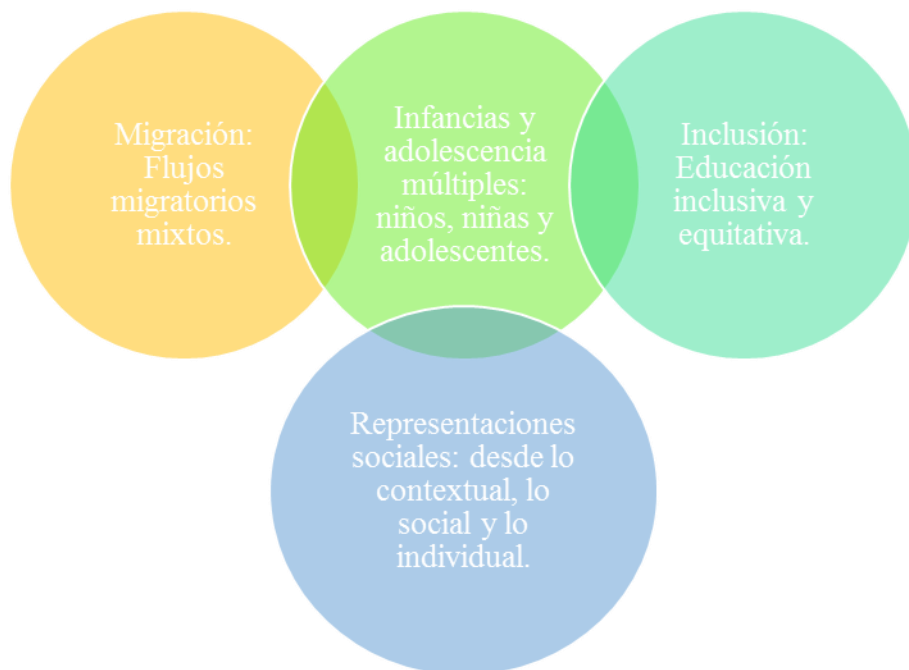 Migración:
Flujos
migratorios
mixtos.
Infancias y
adolescencia
múltiples:
niños, niñas y
adolescentes.
Inclusión:
Educación
inclusiva y
equitativa.
Representaciones
sociales: desde lo
contextual, lo
social y lo
individual.